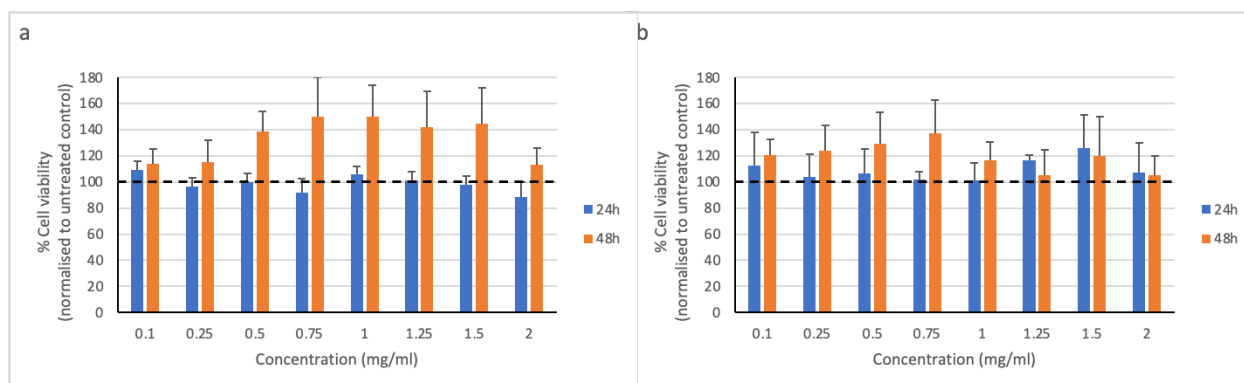 a
180
160
140
120
100
80
60
40
20
0
% Cell viability
(normalised to untreated control)
0.1 0.25 0.5 0.75 1 1.25 1.5 2
Concentration (mg/ml)
24h
48h
b
180
160
140
120
100
80
60
40
20
0
% Cell viability
(normalised to untreated control)
0.1 0.25 0.5 0.75 1 1.25 1.5 2
Concentration (mg/ml)
24h
48h